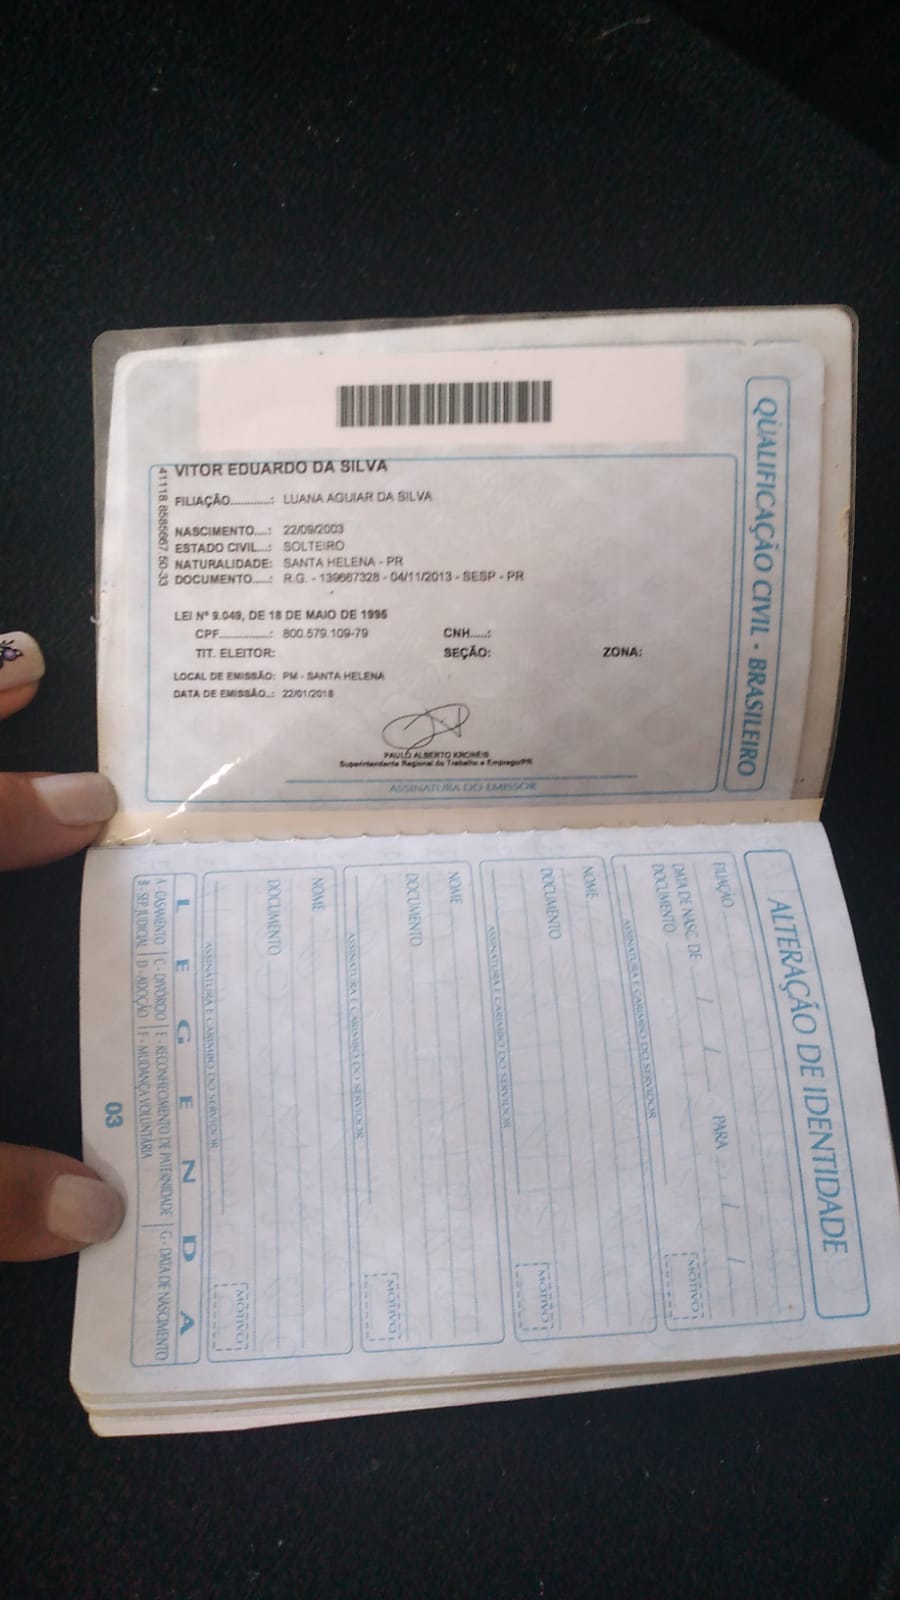 QUALIFICAÇÃO CIVIL - BRASILEIRO
VITOR EDUARDO DA SILVA
FILIAÇÃO............: LUANA AGUIAR DA SILVA
NASCIMENTO....: 22/09/2003
ESTADO CIVIL...: SOLTEIRO
NATURALIDADE: SANTA HELENA - PR
DOCUMENTO.....: R.G. - 139667328 - 04/11/2013 - SESP - PR
LEI Nº 9.049, DE 18 DE MAIO DE 1995
CPF...............: 800.579.109-79 CNH.....:
TIT. ELEITOR: SEÇÃO: ZONA:
LOCAL DE EMISSÃO: PM - SANTA HELENA
DATA DE EMISSÃO..: 22/01/2018
PAULO ALBERTO KRONEIS
Superintendente Regional do Trabalho e Emprego/PR
ASSINATURA DO EMISSOR
41118.8585667.50-33
ALTERAÇÃO DE IDENTIDADE
FILIAÇÃO
DATA DE NASC. DE / / PARA / /
DOCUMENTO
MOTIVO
ASSINATURA E CARIMBO DO SERVIDOR
NOME
DOCUMENTO
MOTIVO
ASSINATURA E CARIMBO DO SERVIDOR
NOME
DOCUMENTO
MOTIVO
ASSINATURA E CARIMBO DO SERVIDOR
NOME
DOCUMENTO
MOTIVO
ASSINATURA E CARIMBO DO SERVIDOR
LEGENDA
A - CASAMENTO | C - DIVÓRCIO | E - RECONHECIMENTO DE PATERNIDADE | G - DATA DE NASCIMENTO
B - SEP. JUDICIAL | D - ADOÇÃO | F - MUDANÇA VOLUNTÁRIA
03